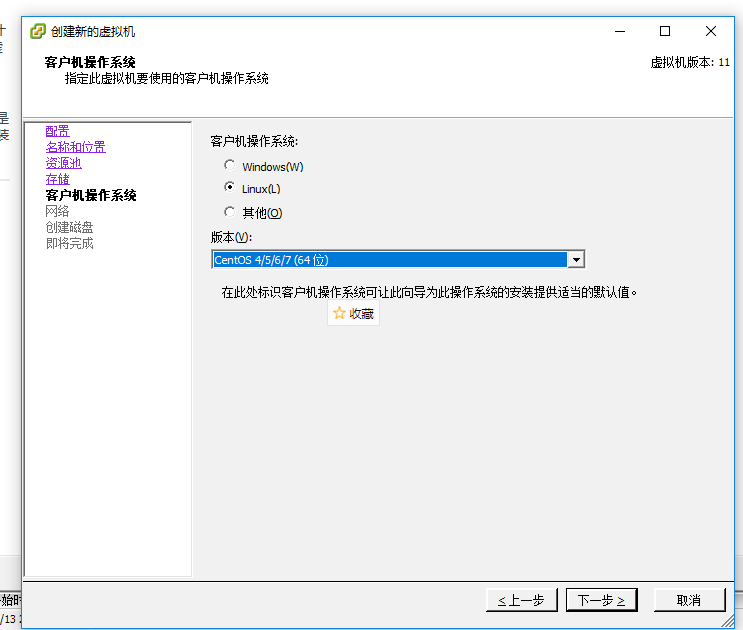 创建新的虚拟机
客户机操作系统
指定此虚拟机要使用的客户机操作系统
虚拟机版本: 11
配置
名称和位置
资源池
存储
客户机操作系统
网络
创建磁盘
即将完成
客户机操作系统:
Windows(W)
Linux(L)
其他(O)
版本(V):
CentOS 4/5/6/7 (64 位)
在此处标识客户机操作系统可让此向导为此操作系统的安装提供适当的默认值。
收藏
< 上一步
下一步 >
取消